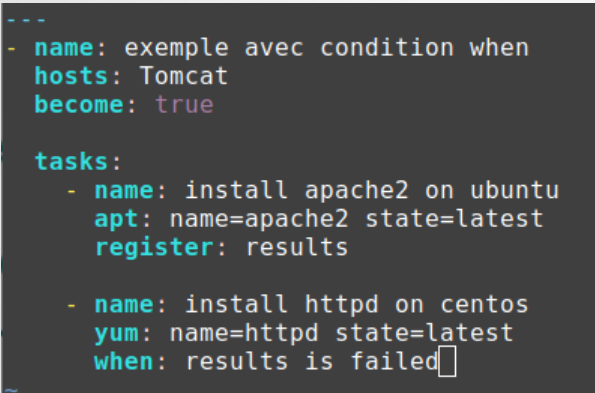 ---
- name: exemple avec condition when
  hosts: Tomcat
  become: true

  tasks:
    - name: install apache2 on ubuntu
      apt: name=apache2 state=latest
      register: results

    - name: install httpd on centos
      yum: name=httpd state=latest
      when: results is failed
~